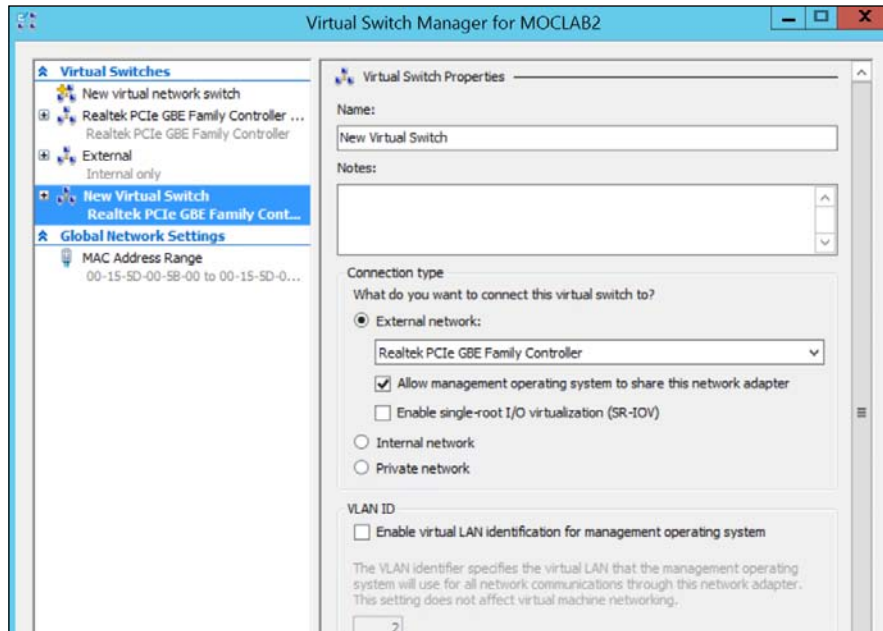 Virtual Switch Manager for MOCLAB2
Virtual Switches
New virtual network switch
Realtek PCIe GBE Family Controller ...
Realtek PCIe GBE Family Controller
External
Internal only
New Virtual Switch
Realtek PCIe GBE Family Cont...
Global Network Settings
MAC Address Range
00-15-5D-00-5B-00 to 00-15-5D-0...
Virtual Switch Properties
Name:
New Virtual Switch
Notes:
Connection type
What do you want to connect this virtual switch to?
External network:
Realtek PCIe GBE Family Controller
Allow management operating system to share this network adapter
Enable single-root I/O virtualization (SR-IOV)
Internal network
Private network
VLAN ID
Enable virtual LAN identification for management operating system
The VLAN identifier specifies the virtual LAN that the management operating
system will use for all network communications through this network adapter.
This setting does not affect virtual machine networking.
2